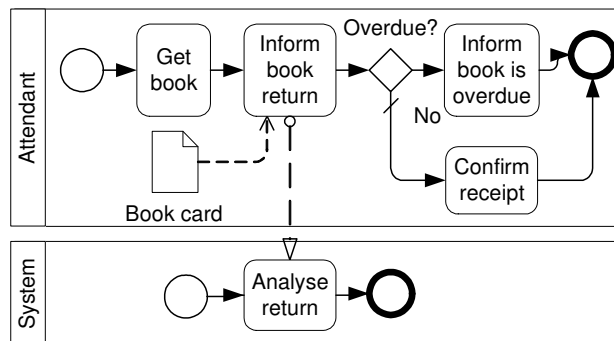 Attendant
Get
book
Inform
book
return
Overdue?
Inform
book is
overdue
No
Confirm
receipt
Book card
System
Analyse
return